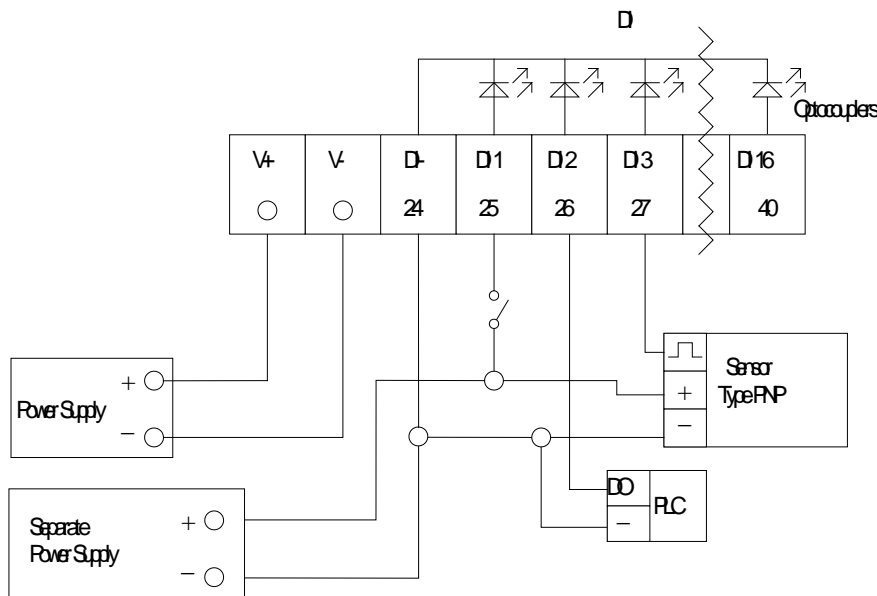 DI
Optocouplers
V+ V- DI- DI1 DI2 DI3 DI16
24 25 26 27 40
Sensor
Type PNP
+
−
Power Supply
+
−
DO
−
PLC
Separate
Power Supply
+
−